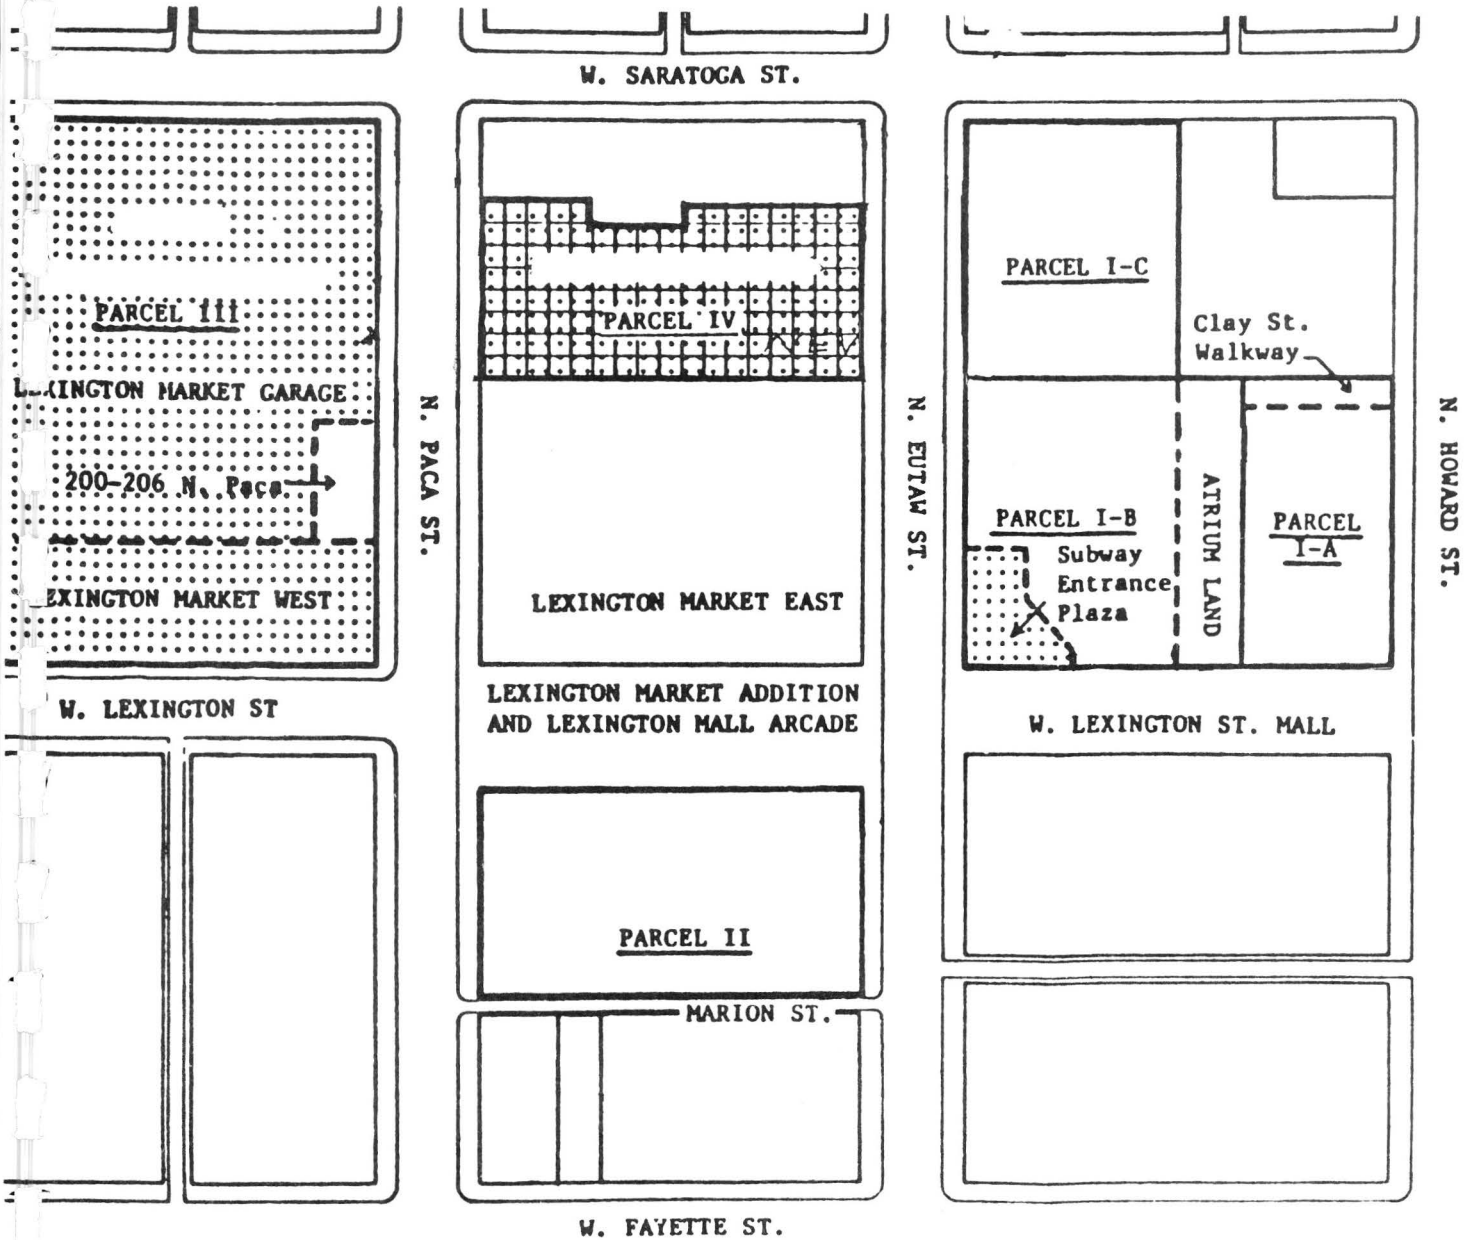 W. SARATOGA ST.
PARCEL III
LEXINGTON MARKET GARAGE
200-206 N. Paca
LEXINGTON MARKET WEST
W. LEXINGTON ST
N. PACA ST.
PARCEL IV
NEW
LEXINGTON MARKET EAST
LEXINGTON MARKET ADDITION
AND LEXINGTON MALL ARCADE
PARCEL II
MARION ST.
W. FAYETTE ST.
N. EUTAW ST.
PARCEL I-C
Clay St.
Walkway
PARCEL I-B
Subway
Entrance
Plaza
ATRIUM LAND
PARCEL
I-A
W. LEXINGTON ST. MALL
N. HOWARD ST.